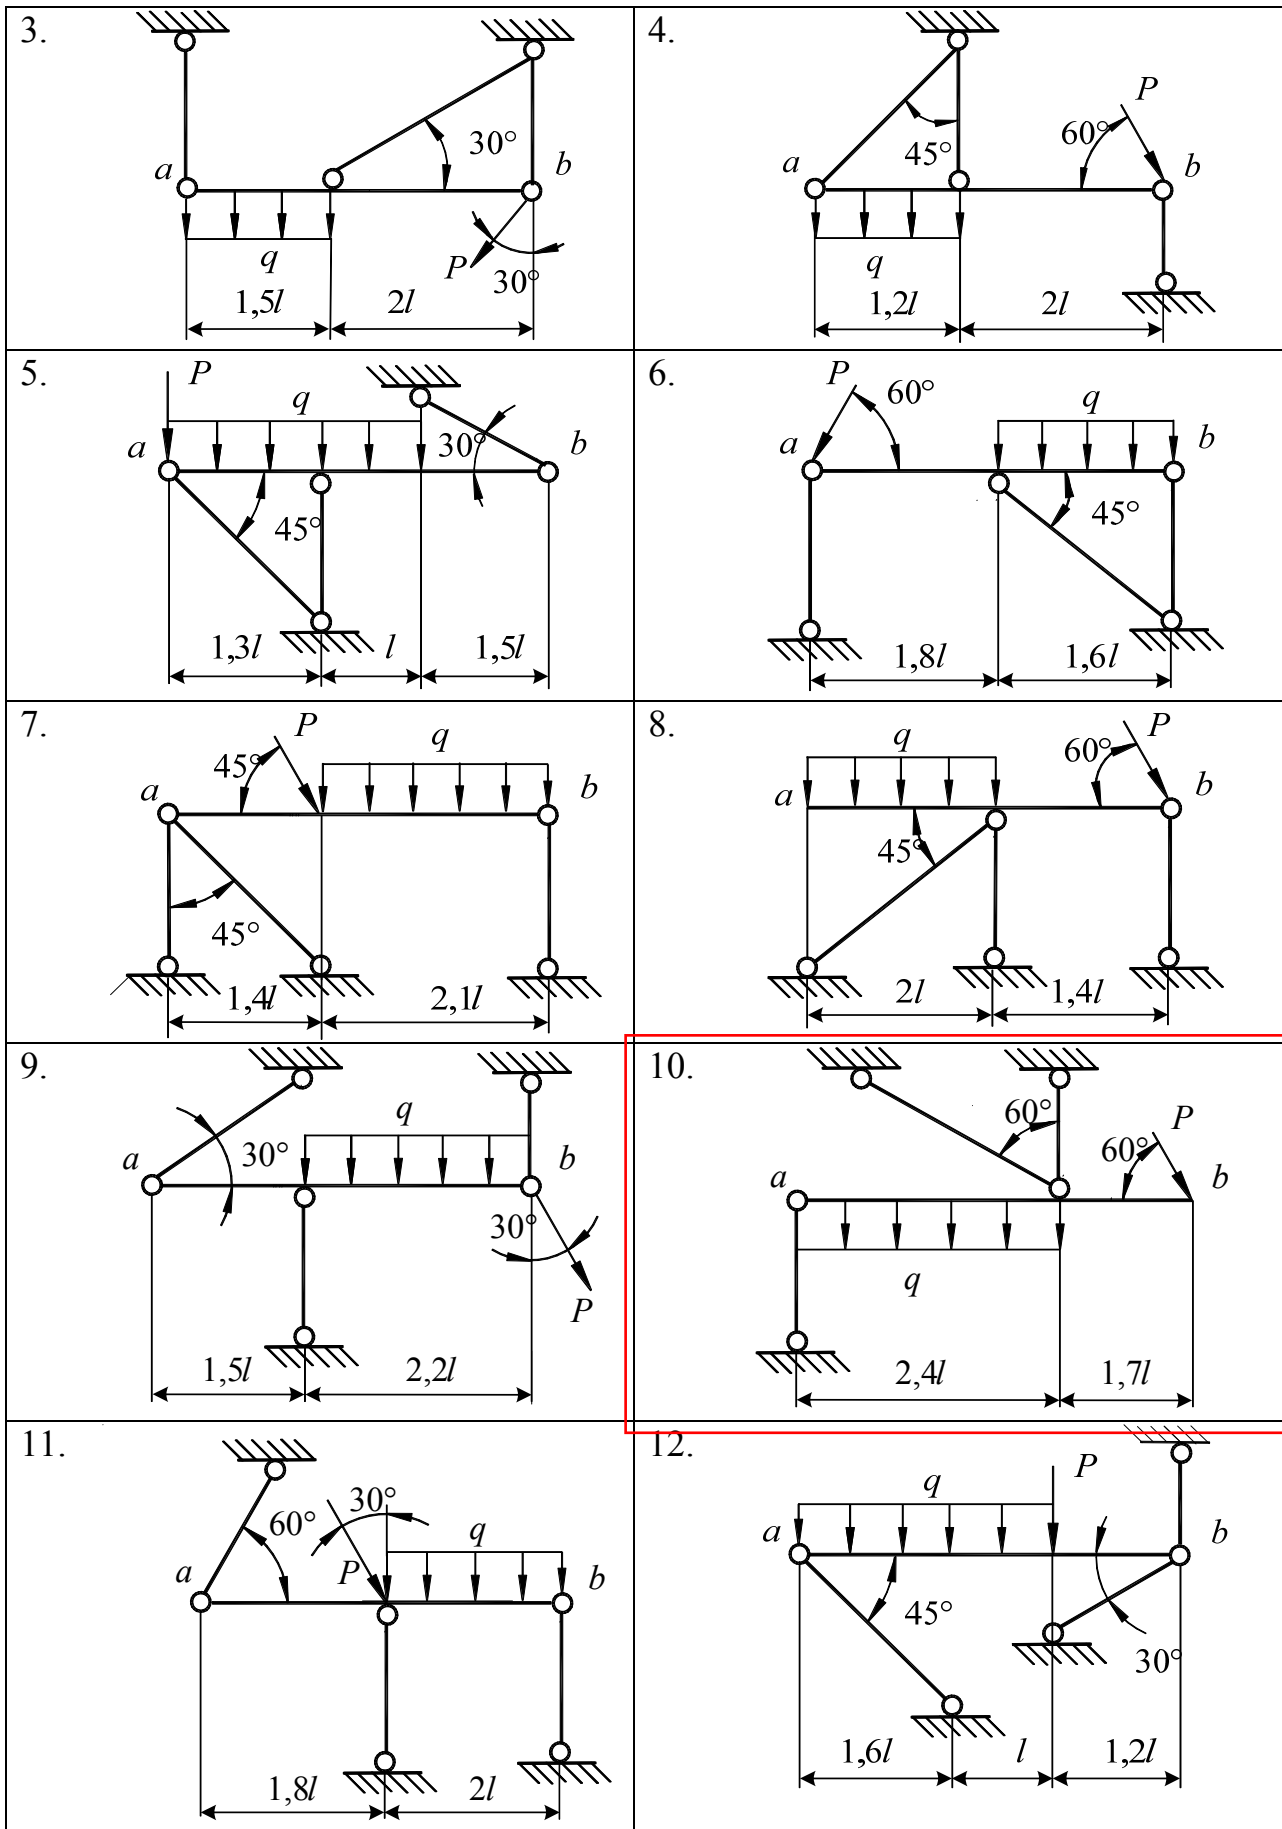 3.
30°
a
b
q
P
30°
1,5l
2l
4.
P
60°
a
45°
b
q
1,2l
2l
5.
P
q
a
30°
b
45°
1,3l
l
1,5l
6.
P
60°
q
a
b
45°
1,8l
1,6l
7.
P
q
45°
a
b
45°
1,4l
2,1l
8.
q
P
60°
a
b
45°
2l
1,4l
9.
q
30°
a
b
30°
P
1,5l
2,2l
10.
60°
P
60°
a
b
q
2,4l
1,7l
11.
30°
60°
q
P
a
b
1,8l
2l
12.
P
q
a
b
45°
30°
1,6l
l
1,2l